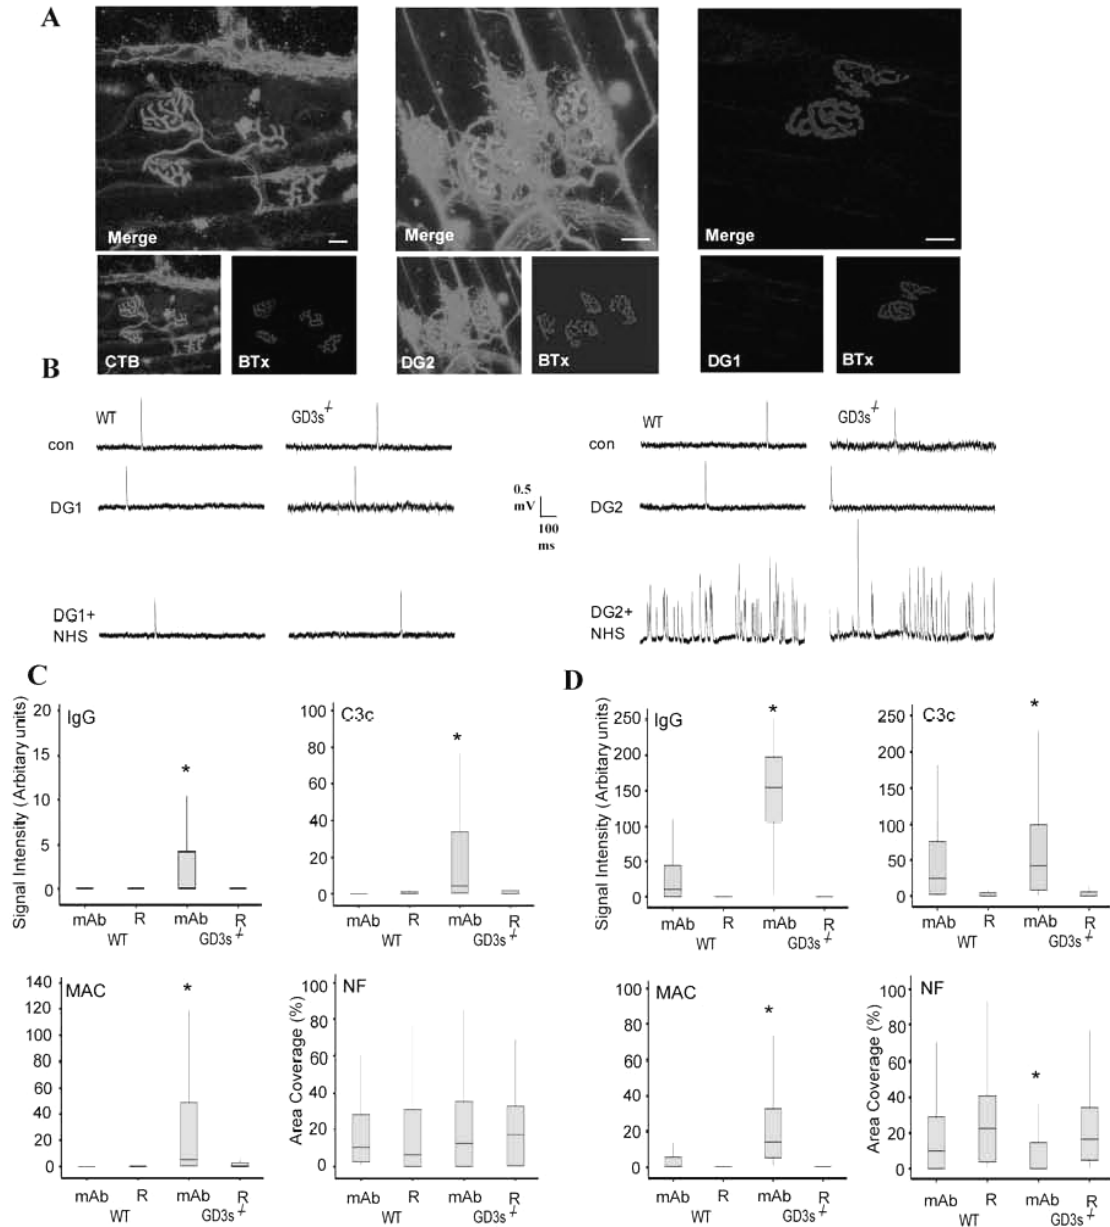 A
Merge
Merge
Merge
CTB
BTx
DG2
BTx
DG1
BTx
B
WT
GD3s-/-
WT
GD3s-/-
con
con
DG1
0.5
mV
100
ms
DG2
DG1+
NHS
DG2+
NHS
C
D
Signal Intensity (Arbitary units)
IgG
20
15
10
5
0
*
mAb R mAb R
WT GD3s-/-
C3c
100
80
60
40
20
0
*
mAb R mAb R
WT GD3s-/-
Signal Intensity (Arbitary units)
IgG
250
200
150
100
50
0
*
mAb R mAb R
WT GD3s-/-
C3c
250
200
150
100
50
0
*
mAb R mAb R
WT GD3s-/-
MAC
140
120
100
80
60
40
20
0
*
mAb R mAb R
WT GD3s-/-
Area Coverage (%)
NF
100
80
60
40
20
0
mAb R mAb R
WT GD3s-/-
MAC
100
80
60
40
20
0
*
mAb R mAb R
WT GD3s-/-
Area Coverage (%)
NF
100
80
60
40
20
0
*
mAb R mAb R
WT GD3s-/-